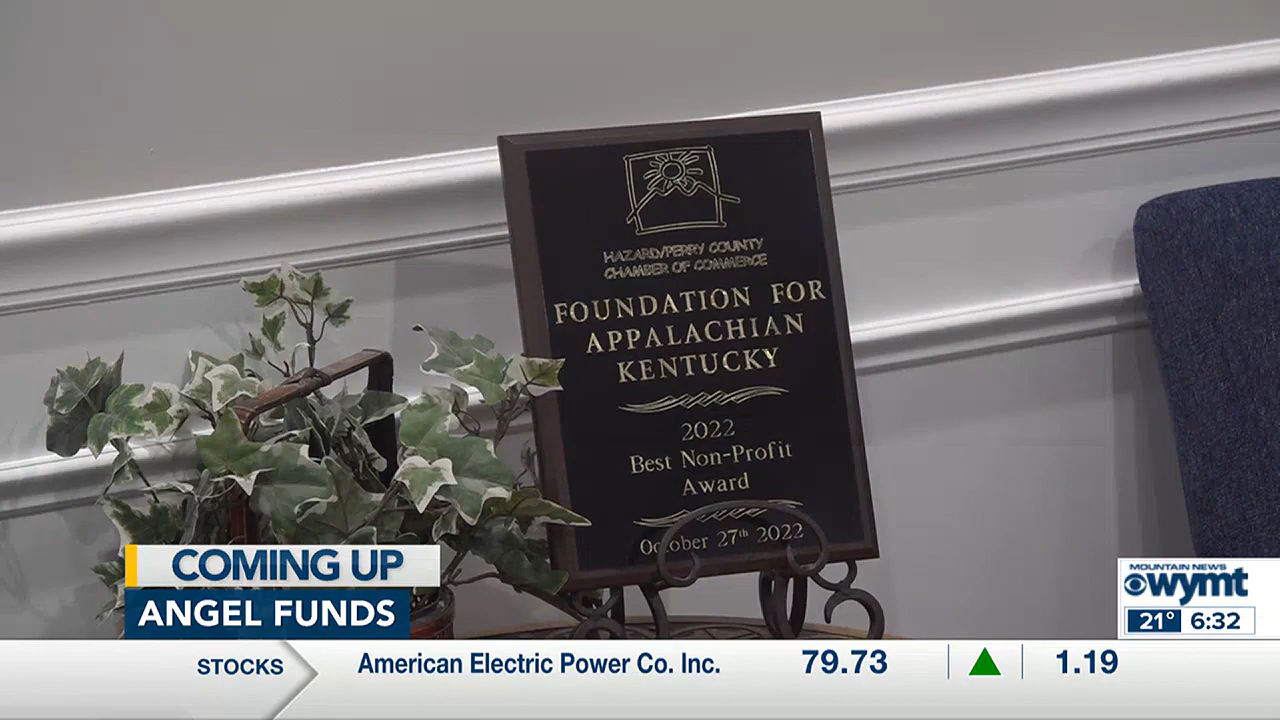 HAZARD/PERRY COUNTY
CHAMBER OF COMMERCE
FOUNDATION FOR
APPALACHIAN
KENTUCKY
2022
Best Non-Profit
Award
October 27th 2022
COMING UP
ANGEL FUNDS
MOUNTAIN NEWS
wymt
21° 6:32
STOCKS American Electric Power Co. Inc. 79.73 1.19